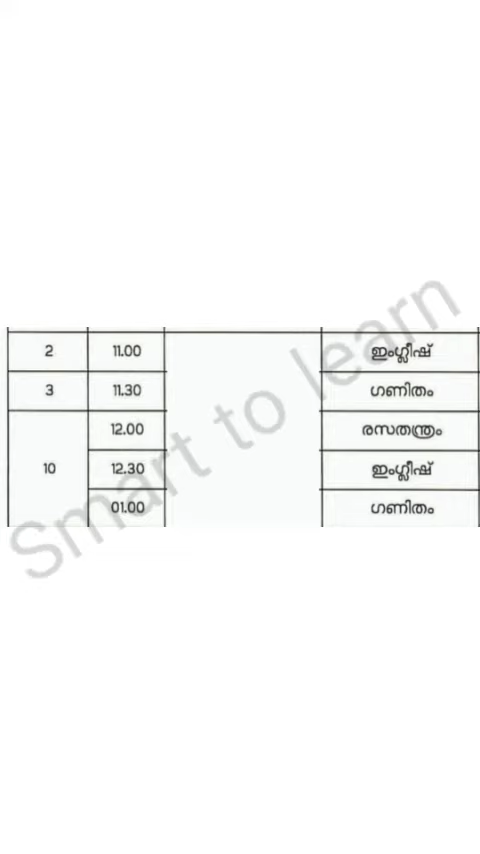 2 11.00 ഇംഗ്ലീഷ്
3 11.30 ഗണിതം
12.00 രസതന്ത്രം
10 12.30 ഇംഗ്ലീഷ്
01.00 ഗണിതം
Smart to learn